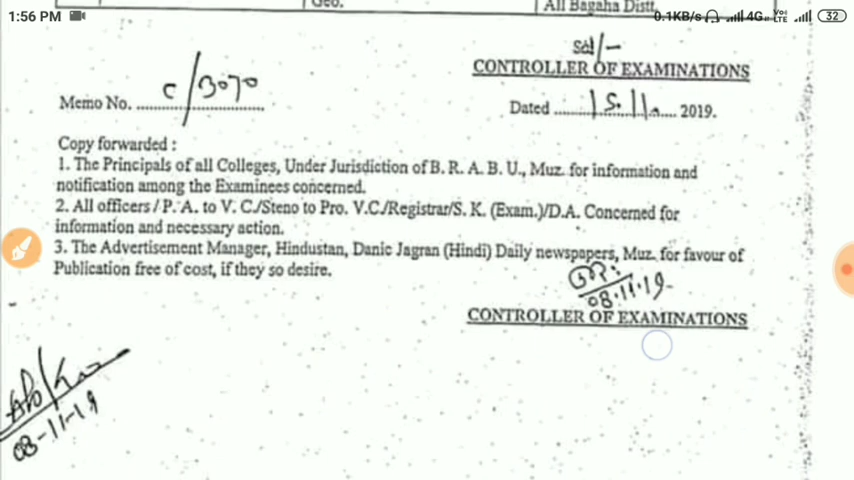 Geo.
All Bagaha Distt.
1:56 PM
0.1KB/s 4G Vo LTE 32
Sd/-
CONTROLLER OF EXAMINATIONS
Memo No. C/3070
Dated 2019.
Copy forwarded :
1. The Principals of all Colleges, Under Jurisdiction of B. R. A. B. U., Muz. for information and
notification among the Examinees concerned.
2. All officers / P. A. to V. C./Steno to Pro. V.C/Registrar/S. K. (Exam.)/D.A. Concerned for
information and necessary action.
3. The Advertisement Manager, Hindustan, Danic Jagran (Hindi) Daily newspapers, Muz. for favour of
Publication free of cost, if they so desire.
08.11.19
CONTROLLER OF EXAMINATIONS
08-11-19